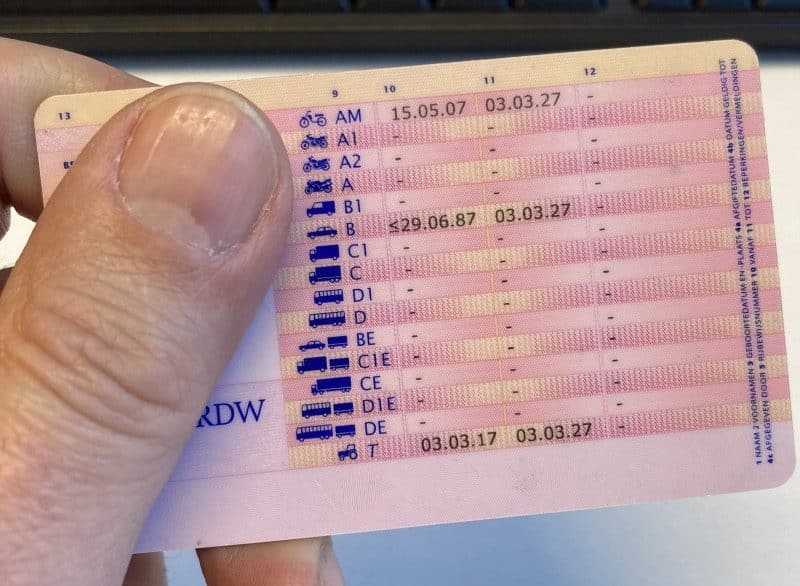 13 9 10 11 12
AM 15.05.07 03.03.27 -
A1 - - -
A2 - - -
A - - -
B1 - - -
B ≤29.06.87 03.03.27 -
C1 - - -
C - - -
D1 - - -
D - - -
BE - - -
C1E - - -
CE - - -
D1E - - -
DE - - -
T 03.03.17 03.03.27 -
RDW
1 NAAM 2 VOORNAMEN 3 GEBOORTEDATUM EN -PLAATS 4a AFGIFTEDATUM 4b DATUM GELDIG TOT
4c AFGEGEVEN DOOR 5 RIJBEWIJSNUMMER 10 VANAF 11 TOT 12 BEPERKINGEN/VERMELDINGEN